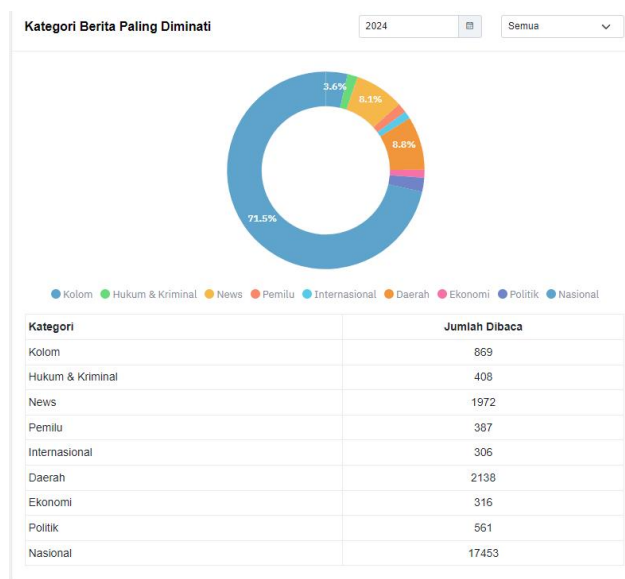 Kategori Berita Paling Diminati
2024
Semua
3.6%
8.1%
8.8%
71.5%
Kolom Hukum & Kriminal News Pemilu Internasional Daerah Ekonomi Politik Nasional
Kategori Jumlah Dibaca
Kolom 869
Hukum & Kriminal 408
News 1972
Pemilu 387
Internasional 306
Daerah 2138
Ekonomi 316
Politik 561
Nasional 17453